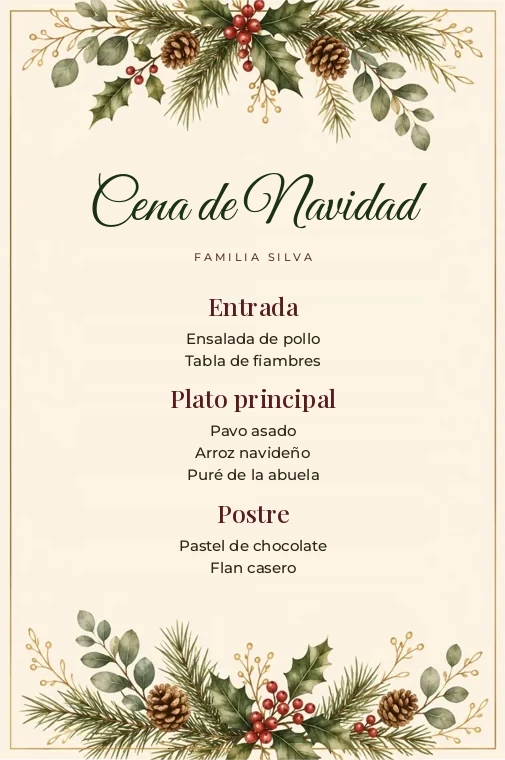 Cena de Navidad
FAMILIA SILVA
Entrada
Ensalada de pollo
Tabla de fiambres
Plato principal
Pavo asado
Arroz navideño
Puré de la abuela
Postre
Pastel de chocolate
Flan casero